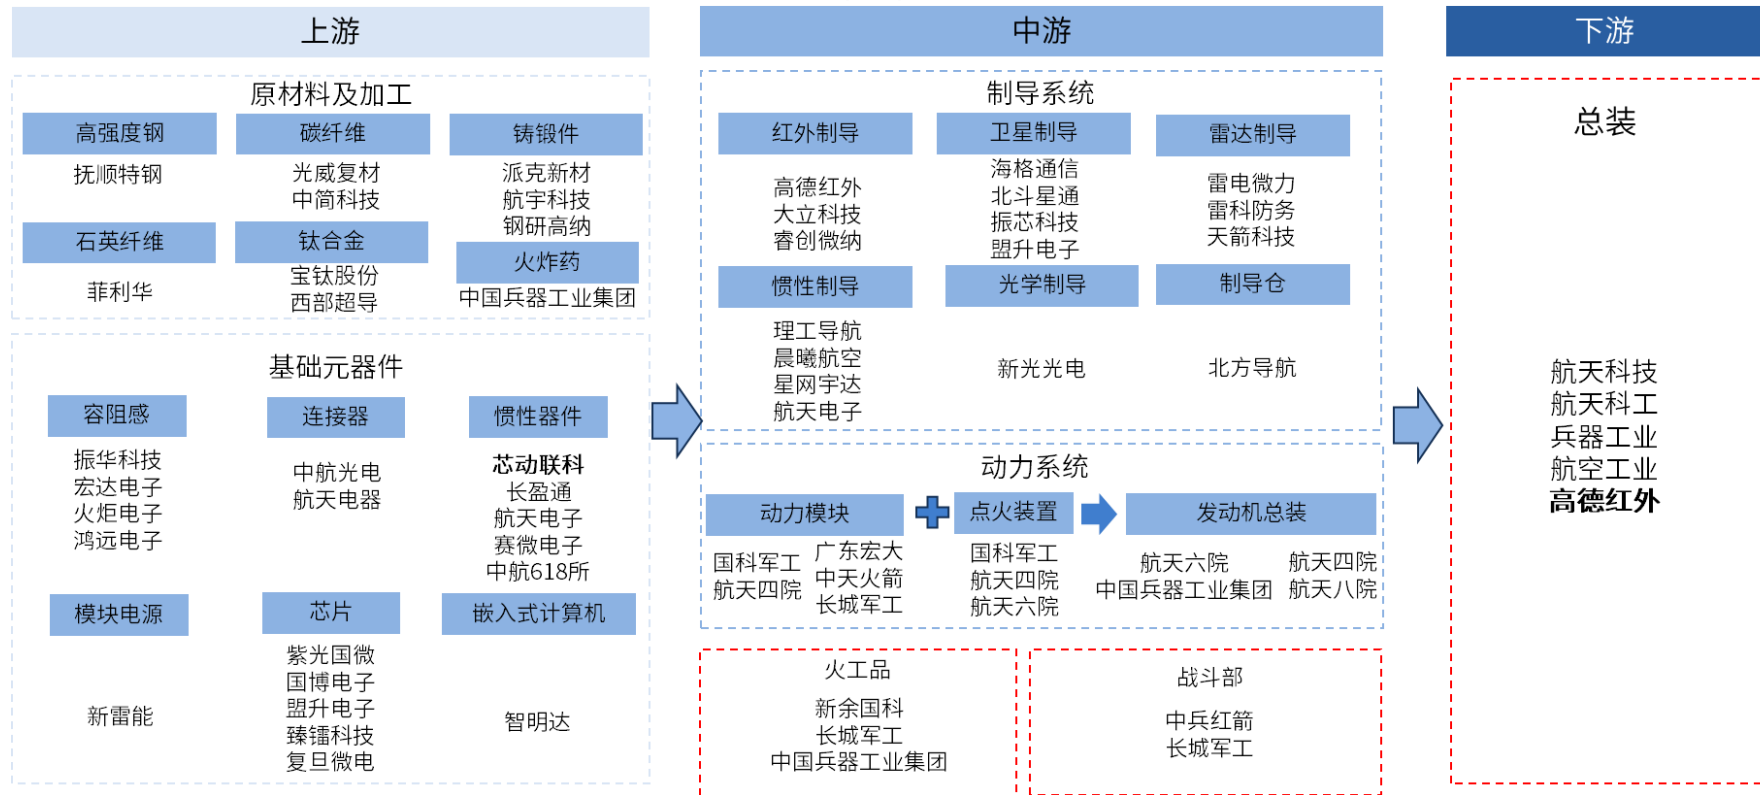 上游
原材料及加工
高强度钢
抚顺特钢
碳纤维
光威复材
中简科技
铸锻件
派克新材
航宇科技
钢研高纳
石英纤维
菲利华
钛合金
宝钛股份
西部超导
火炸药
中国兵器工业集团
基础元器件
容阻感
振华科技
宏达电子
火炬电子
鸿远电子
连接器
中航光电
航天电器
惯性器件
芯动联科
长盈通
航天电子
赛微电子
中航618所
模块电源
新雷能
芯片
紫光国微
国博电子
盟升电子
臻镭科技
复旦微电
嵌入式计算机
智明达
中游
制导系统
红外制导
高德红外
大立科技
睿创微纳
卫星制导
海格通信
北斗星通
振芯科技
盟升电子
雷达制导
雷电微力
雷科防务
天箭科技
惯性制导
理工导航
晨曦航空
星网宇达
航天电子
光学制导
新光光电
制导仓
北方导航
动力系统
动力模块
国科军工
航天四院
广东宏大
中天火箭
长城军工
点火装置
国科军工
航天四院
航天六院
发动机总装
航天六院
中国兵器工业集团
航天四院
航天八院
火工品
新余国科
长城军工
中国兵器工业集团
战斗部
中兵红箭
长城军工
下游
总装
航天科技
航天科工
兵器工业
航空工业
高德红外